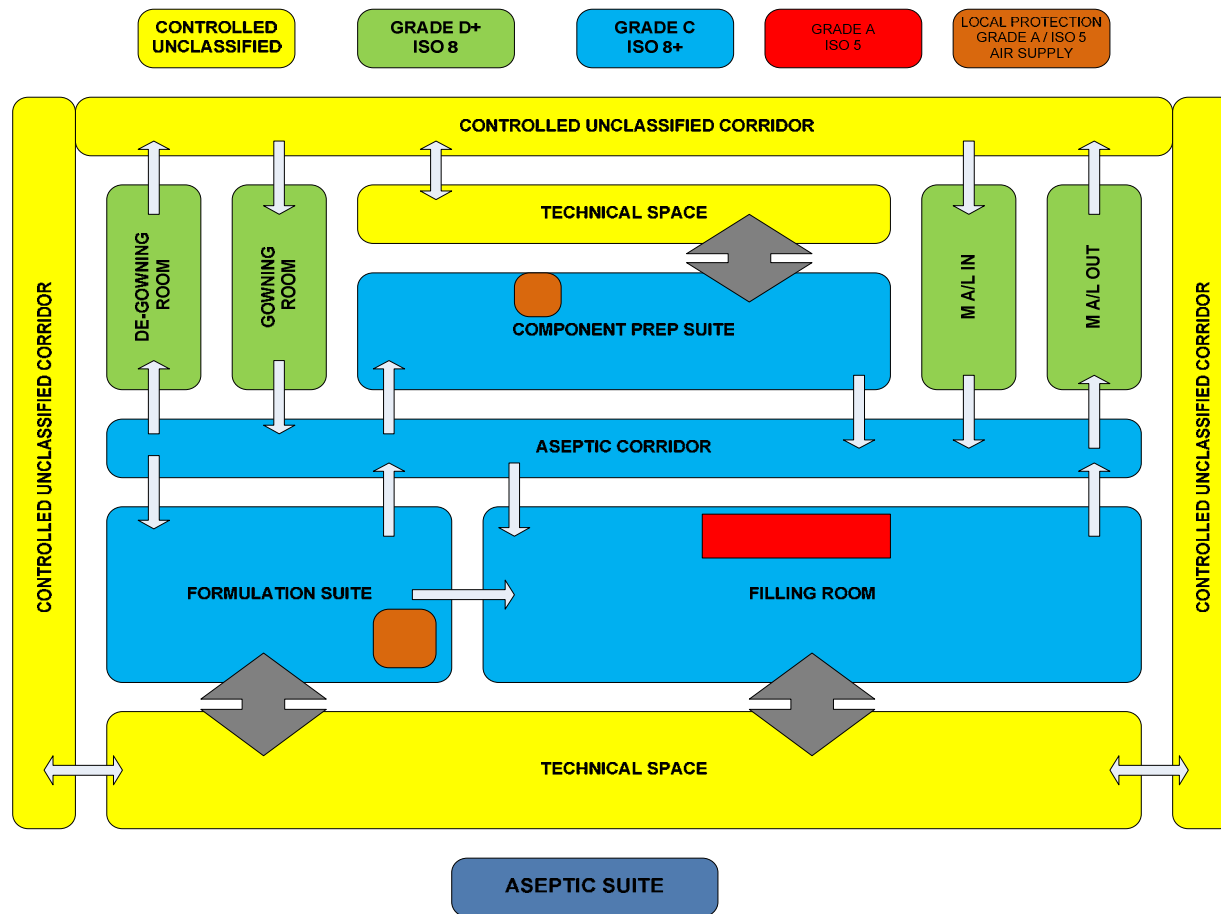 CONTROLLED
UNCLASSIFIED
GRADE D+
ISO 8
GRADE C
ISO 8+
GRADE A
ISO 5
LOCAL PROTECTION
GRADE A / ISO 5
AIR SUPPLY
CONTROLLED UNCLASSIFIED CORRIDOR
CONTROLLED UNCLASSIFIED CORRIDOR
DE-GOWNING
ROOM
GOWNING
ROOM
TECHNICAL SPACE
COMPONENT PREP SUITE
M A/L IN
M A/L OUT
CONTROLLED UNCLASSIFIED CORRIDOR
ASEPTIC CORRIDOR
FORMULATION SUITE
FILLING ROOM
TECHNICAL SPACE
ASEPTIC SUITE